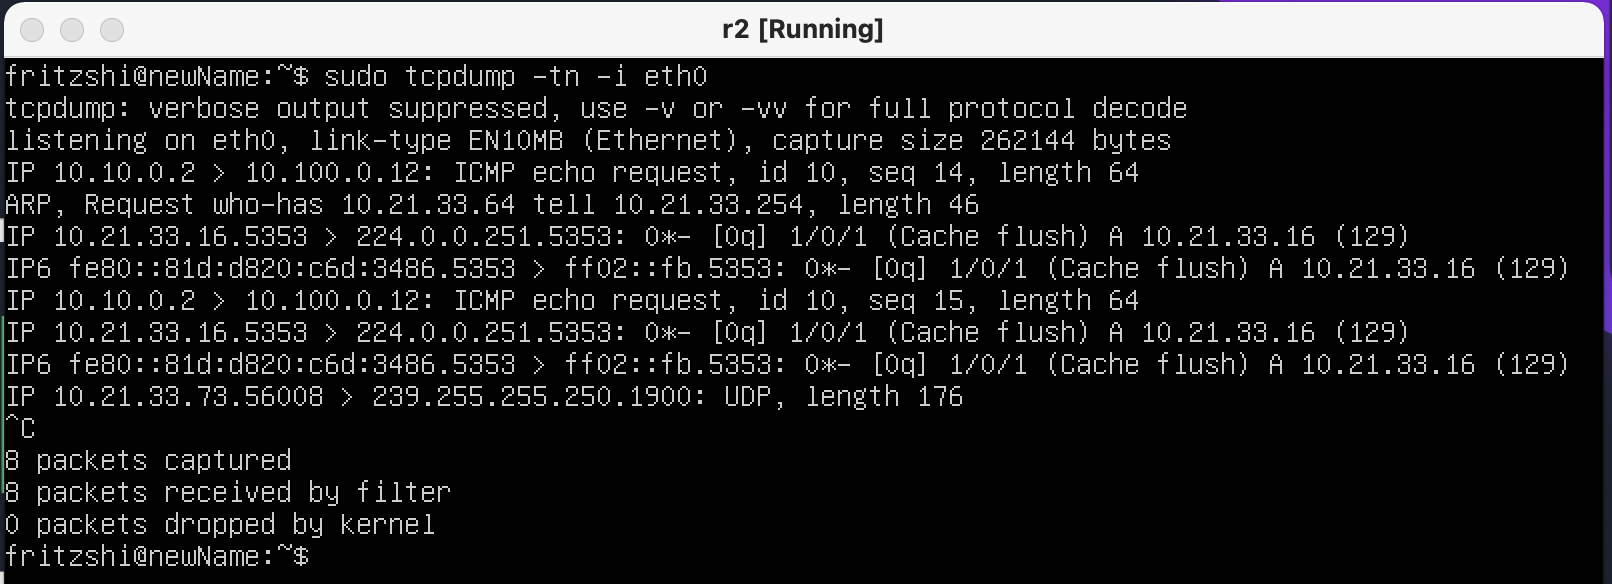 r2 [Running]
fritzshi@newName:~$ sudo tcpdump -tn -i eth0
tcpdump: verbose output suppressed, use -v or -vv for full protocol decode
listening on eth0, link-type EN10MB (Ethernet), capture size 262144 bytes
IP 10.10.0.2 > 10.100.0.12: ICMP echo request, id 10, seq 14, length 64
ARP, Request who-has 10.21.33.64 tell 10.21.33.254, length 46
IP 10.21.33.16.5353 > 224.0.0.251.5353: 0*- [0q] 1/0/1 (Cache flush) A 10.21.33.16 (129)
IP6 fe80::81d:d820:c6d:3486.5353 > ff02::fb.5353: 0*- [0q] 1/0/1 (Cache flush) A 10.21.33.16 (129)
IP 10.10.0.2 > 10.100.0.12: ICMP echo request, id 10, seq 15, length 64
IP 10.21.33.16.5353 > 224.0.0.251.5353: 0*- [0q] 1/0/1 (Cache flush) A 10.21.33.16 (129)
IP6 fe80::81d:d820:c6d:3486.5353 > ff02::fb.5353: 0*- [0q] 1/0/1 (Cache flush) A 10.21.33.16 (129)
IP 10.21.33.73.56008 > 239.255.255.250.1900: UDP, length 176
^C
8 packets captured
8 packets received by filter
0 packets dropped by kernel
fritzshi@newName:~$